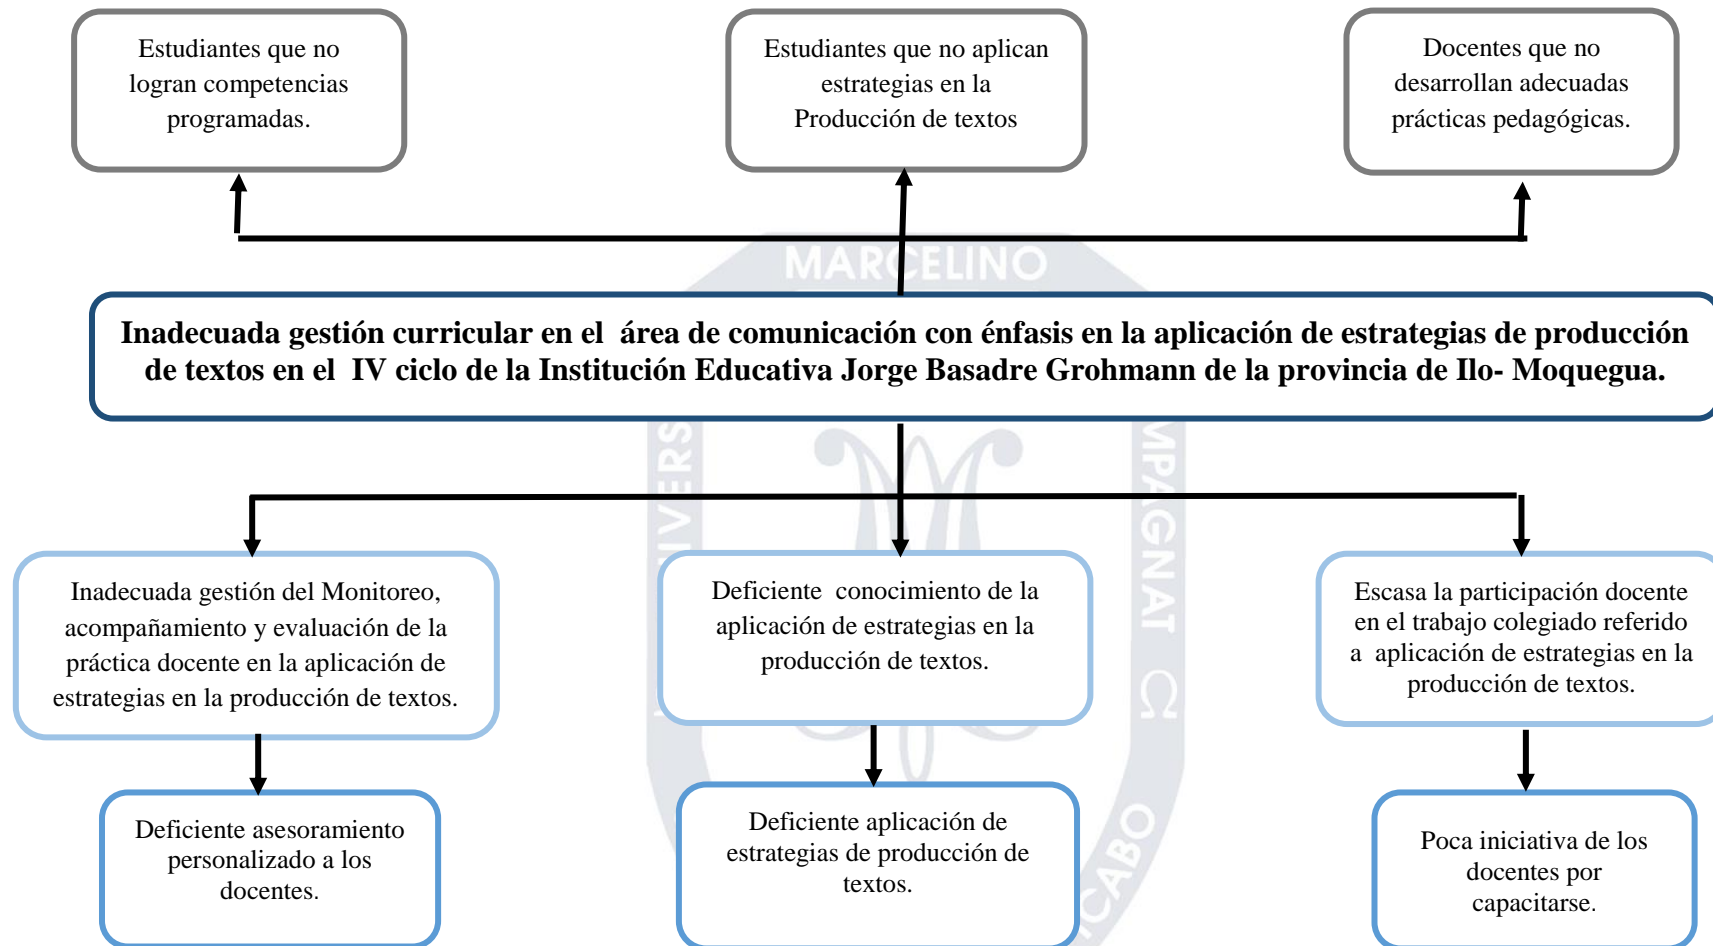 Estudiantes que no
logran competencias
programadas.
Estudiantes que no aplican
estrategias en la
Producción de textos
Docentes que no
desarrollan adecuadas
prácticas pedagógicas.
MARCELINO
Inadecuada gestión curricular en el área de comunicación con énfasis en la aplicación de estrategias de producción
de textos en el IV ciclo de la Institución Educativa Jorge Basadre Grohmann de la provincia de Ilo- Moquegua.
Inadecuada gestión del Monitoreo,
acompañamiento y evaluación de la
práctica docente en la aplicación de
estrategias en la producción de textos.
Deficiente conocimiento de la
aplicación de estrategias en la
producción de textos.
Escasa la participación docente
en el trabajo colegiado referido
a aplicación de estrategias en la
producción de textos.
Deficiente asesoramiento
personalizado a los
docentes.
Deficiente aplicación de
estrategias de producción de
textos.
Poca iniciativa de los
docentes por
capacitarse.